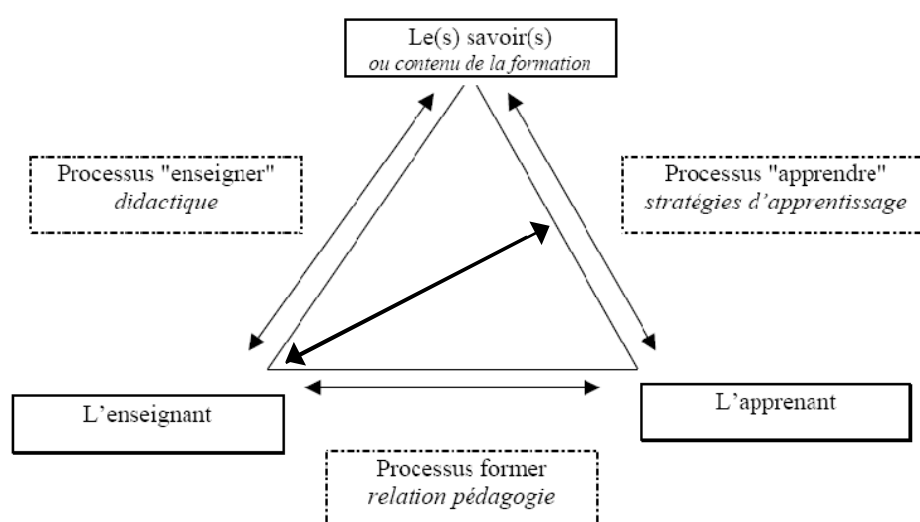 Le(s) savoir(s)
ou contenu de la formation
Processus "enseigner"
didactique
Processus "apprendre"
stratégies d'apprentissage
L'enseignant
L'apprenant
Processus former
relation pédagogie